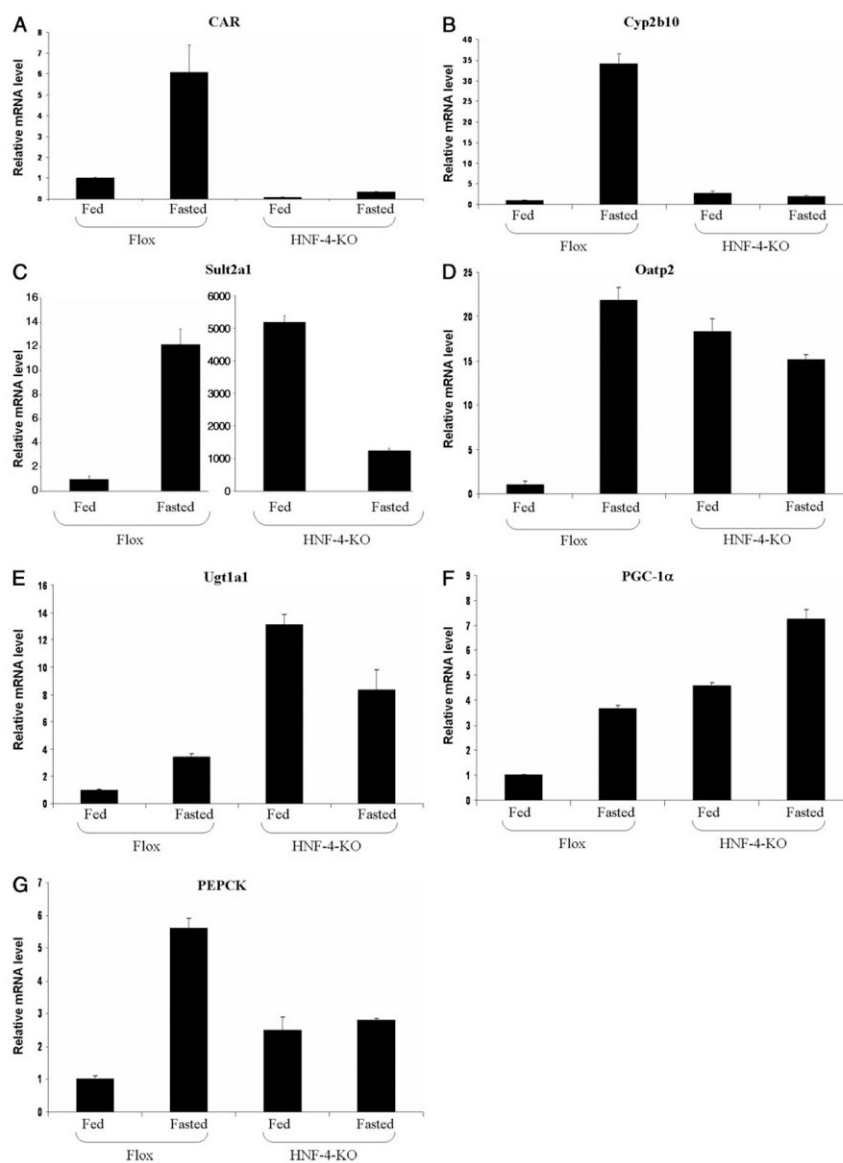 A
CAR
Relative mRNA level
8
7
6
5
4
3
2
1
0
Fed
Fasted
Fed
Fasted
Flox
HNF-4-KO
B
Cyp2b10
Relative mRNA level
40
35
30
25
20
15
10
5
0
Fed
Fasted
Fed
Fasted
Flox
HNF-4-KO
C
Sult2a1
Relative mRNA level
16
14
12
10
8
6
4
2
0
6000
5000
4000
3000
2000
1000
0
Fed
Fasted
Fed
Fasted
Flox
HNF-4-KO
D
Oatp2
Relative mRNA level
25
20
15
10
5
0
Fed
Fasted
Fed
Fasted
Flox
HNF-4-KO
E
Ugt1a1
Relative mRNA level
16
14
12
10
8
6
4
2
0
Fed
Fasted
Fed
Fasted
Flox
HNF-4-KO
F
PGC-1α
Relative mRNA level
9
8
7
6
5
4
3
2
1
0
Fed
Fasted
Fed
Fasted
Flox
HNF-4-KO
G
PEPCK
Relative mRNA level
7
6
5
4
3
2
1
0
Fed
Fasted
Fed
Fasted
Flox
HNF-4-KO